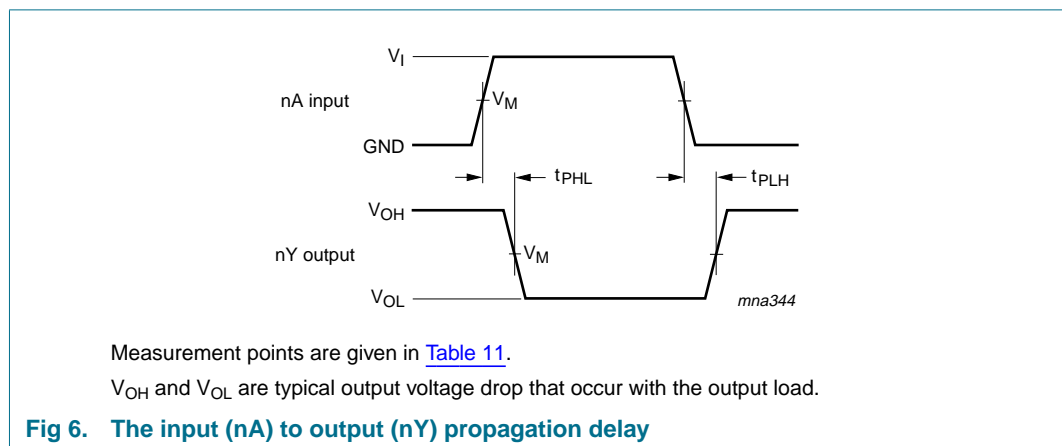 VI
nA input
VM
GND
tPHL
tPLH
VOH
nY output
VM
VOL
mna344
Measurement points are given in Table 11.
VOH and VOL are typical output voltage drop that occur with the output load.
Fig 6. The input (nA) to output (nY) propagation delay